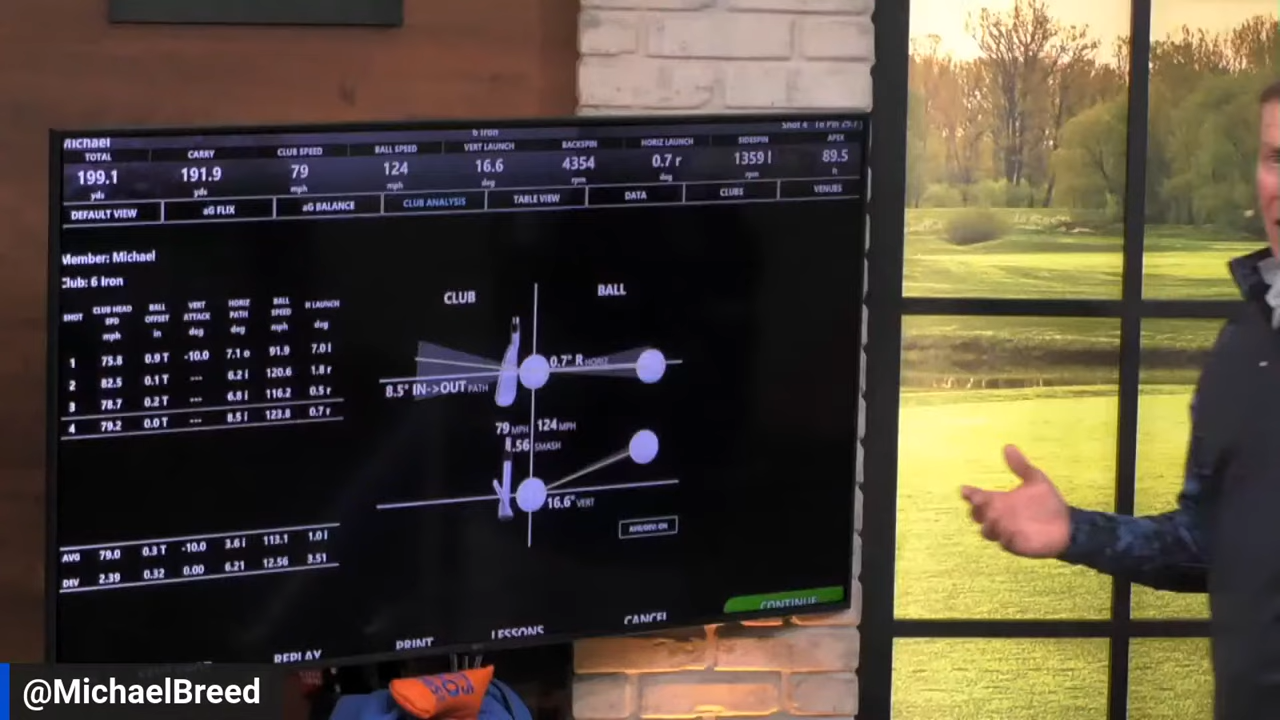 Michael
6 Iron
Shot 4
TOTAL CARRY CLUB SPEED BALL SPEED VERT LAUNCH BACKSPIN HORIZ LAUNCH SIDESPIN APEX
199.1 191.9 79 124 16.6 4354 0.7 r 1359 l 89.5
yds yds mph mph deg rpm deg rpm ft
DEFAULT VIEW aG FLIX aG BALANCE CLUB ANALYSIS TABLE VIEW DATA CLUBS VENUES
Member: Michael
Club: 6 Iron
SHOT CLUB HEAD SPD mph BALL OFFSET in VERT ATTACK deg HORIZ PATH deg BALL SPEED mph H LAUNCH deg
1 75.8 0.9 T -10.0 7.1 o 91.9 7.0 l
2 82.5 0.1 T --- 6.2 i 120.6 1.8 r
3 78.7 0.2 T --- 6.8 i 116.2 0.5 r
4 79.2 0.0 T --- 8.5 i 123.8 0.7 r
AVG 79.0 0.3 T -10.0 3.6 i 113.1 1.0 l
DIV 2.39 0.32 0.00 6.21 12.56 3.51
CLUB BALL
0.7° R HORIZ
8.5° IN->OUT PATH
79 MPH 124 MPH
1.56 SMASH
16.6° VERT
AVG/DEV: ON
CONTINUE
REPLAY PRINT LESSONS CANCEL
@MichaelBreed